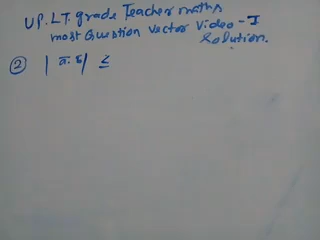 UP. LT. grade Teacher maths
most Question vector Video - I
Solution.
② | a̅.b̅ | ≤